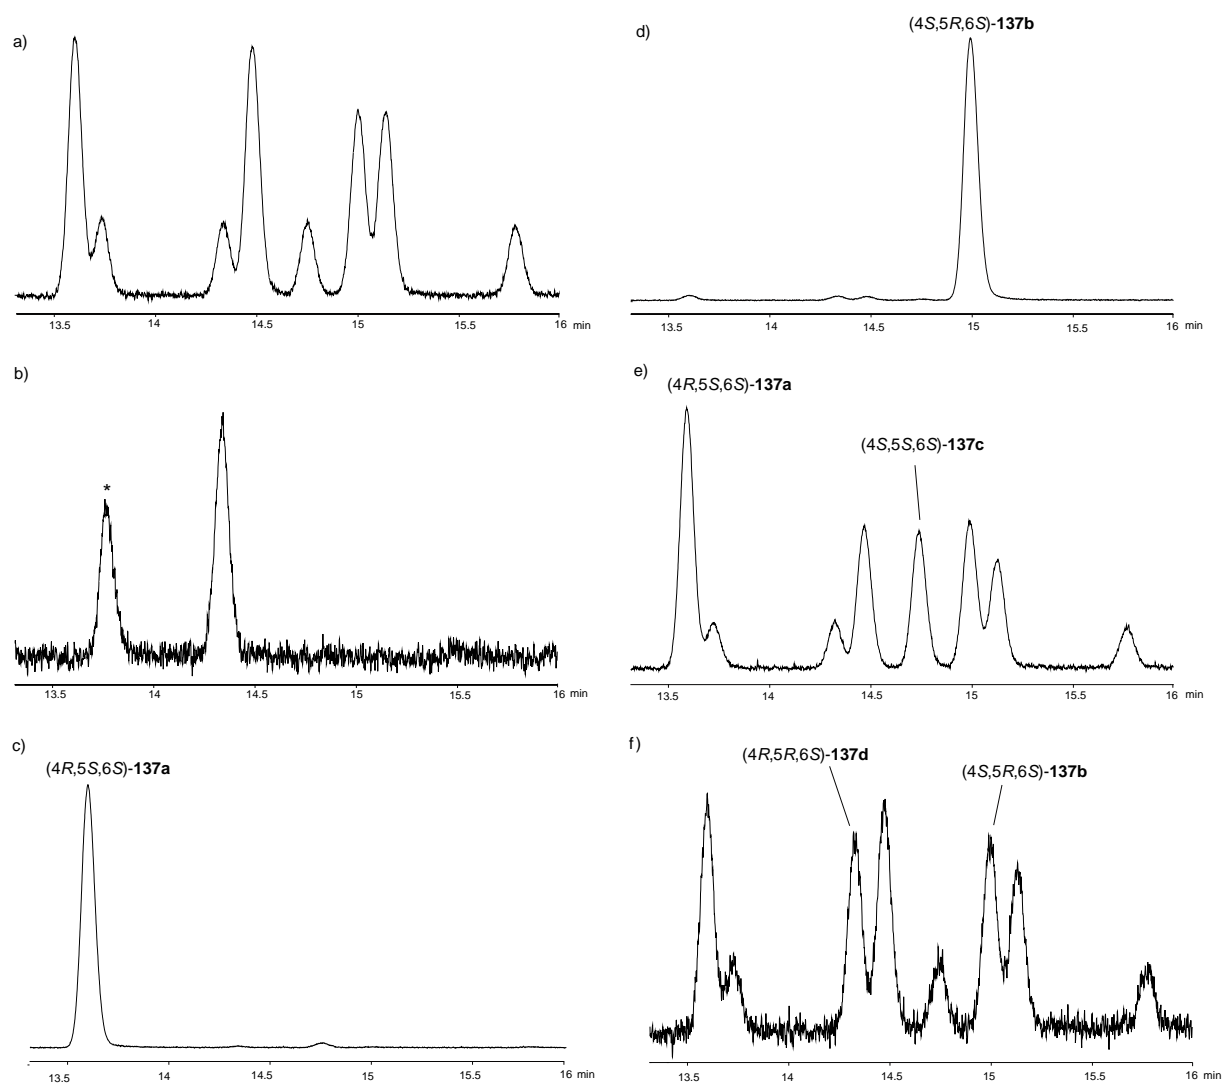 a)
13.5 14 14.5 15 15.5 16 min
b)
*
13.5 14 14.5 15 15.5 16 min
c)
(4R,5S,6S)-137a
13.5 14 14.5 15 15.5 16 min
d)
(4S,5R,6S)-137b
13.5 14 14.5 15 15.5 16 min
e)
(4R,5S,6S)-137a
(4S,5S,6S)-137c
13.5 14 14.5 15 15.5 16 min
f)
(4R,5R,6S)-137d
(4S,5R,6S)-137b
13.5 14 14.5 15 15.5 16 min